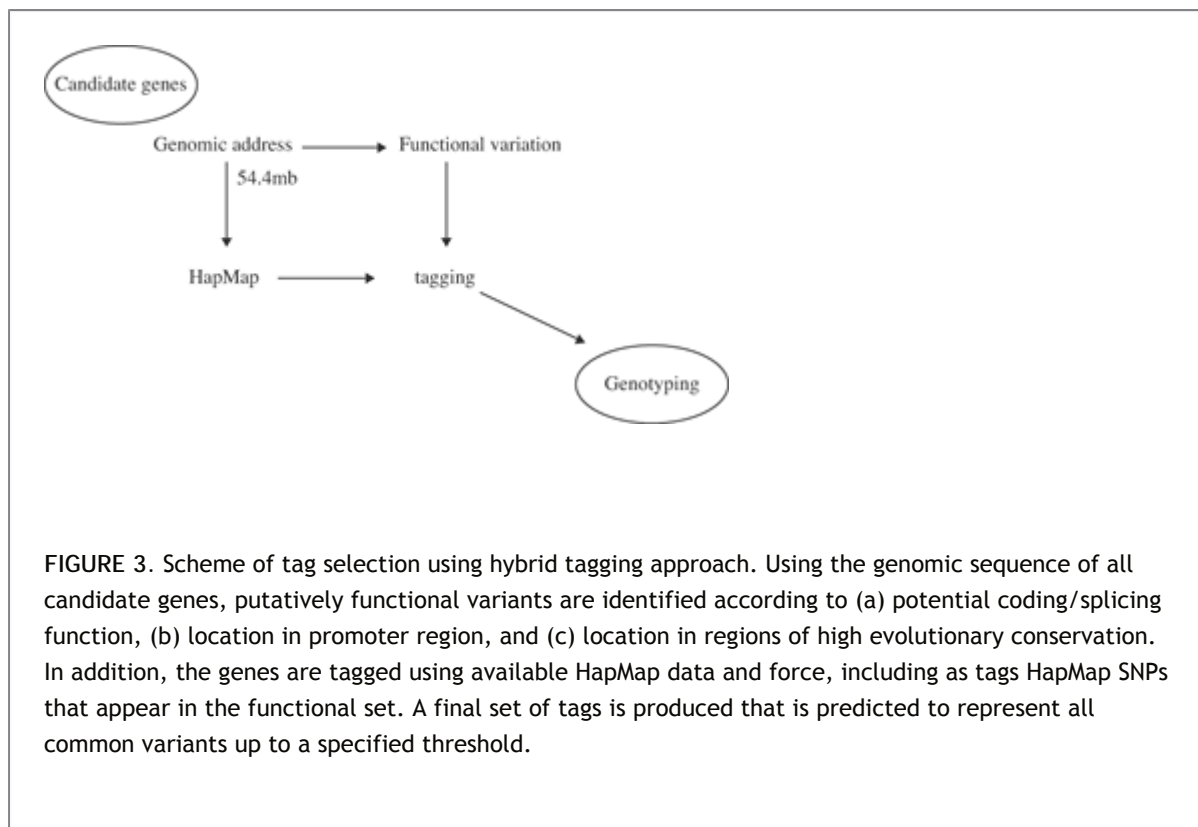 Candidate genes
Genomic address
Functional variation
54.4mb
HapMap
tagging
Genotyping
FIGURE 3. Scheme of tag selection using hybrid tagging approach. Using the genomic sequence of all
candidate genes, putatively functional variants are identified according to (a) potential coding/splicing
function, (b) location in promoter region, and (c) location in regions of high evolutionary conservation.
In addition, the genes are tagged using available HapMap data and force, including as tags HapMap SNPs
that appear in the functional set. A final set of tags is produced that is predicted to represent all
common variants up to a specified threshold.